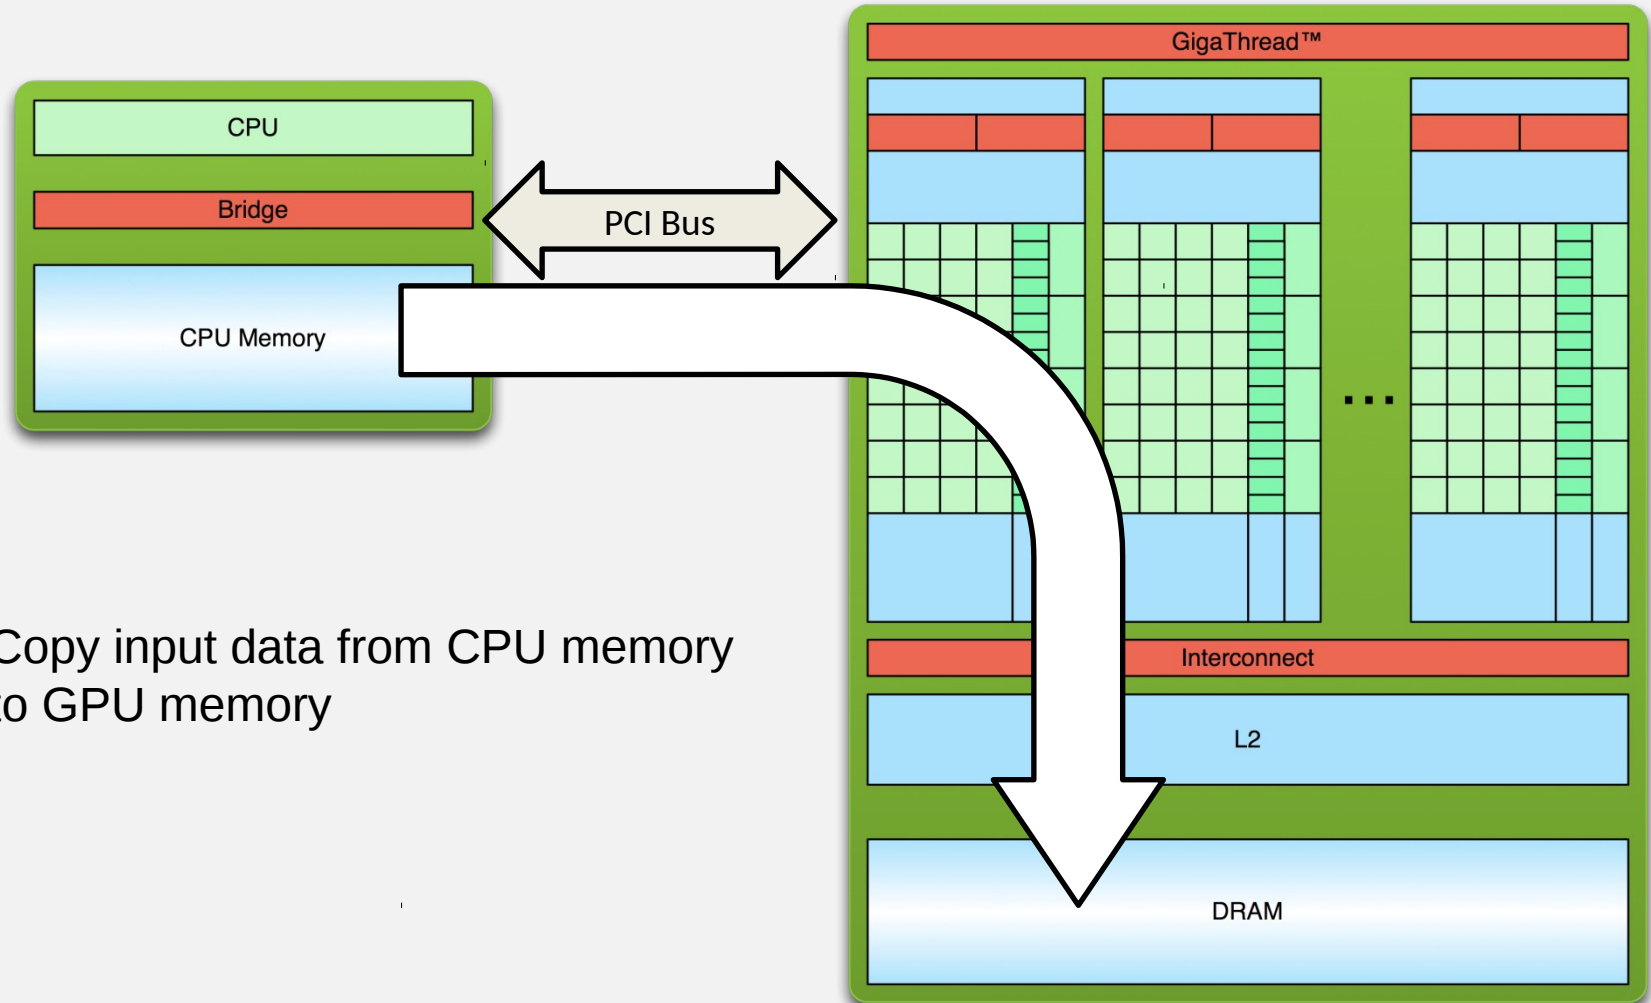 GigaThread™
CPU
Bridge
PCI Bus
CPU Memory
...
Copy input data from CPU memory
to GPU memory
Interconnect
L2
DRAM